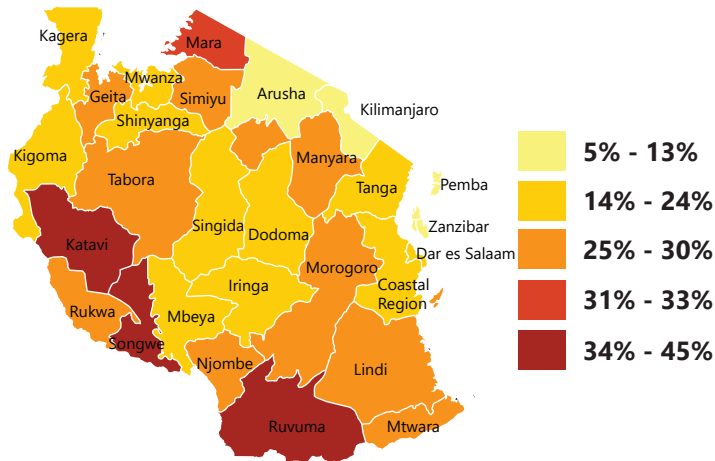 Kagera
Mara
Mwanza
Geita
Simiyu
Arusha
Kilimanjaro
Shinyanga
Kigoma
Manyara
Tabora
Tanga
Pemba
Singida
Zanzibar
Dodoma
Katavi
Dar es Salaam
Morogoro
Iringa
Coastal
Region
Rukwa
Mbeya
Songwe
Njombe
Lindi
Ruvuma
Mtwara
5% - 13%
14% - 24%
25% - 30%
31% - 33%
34% - 45%